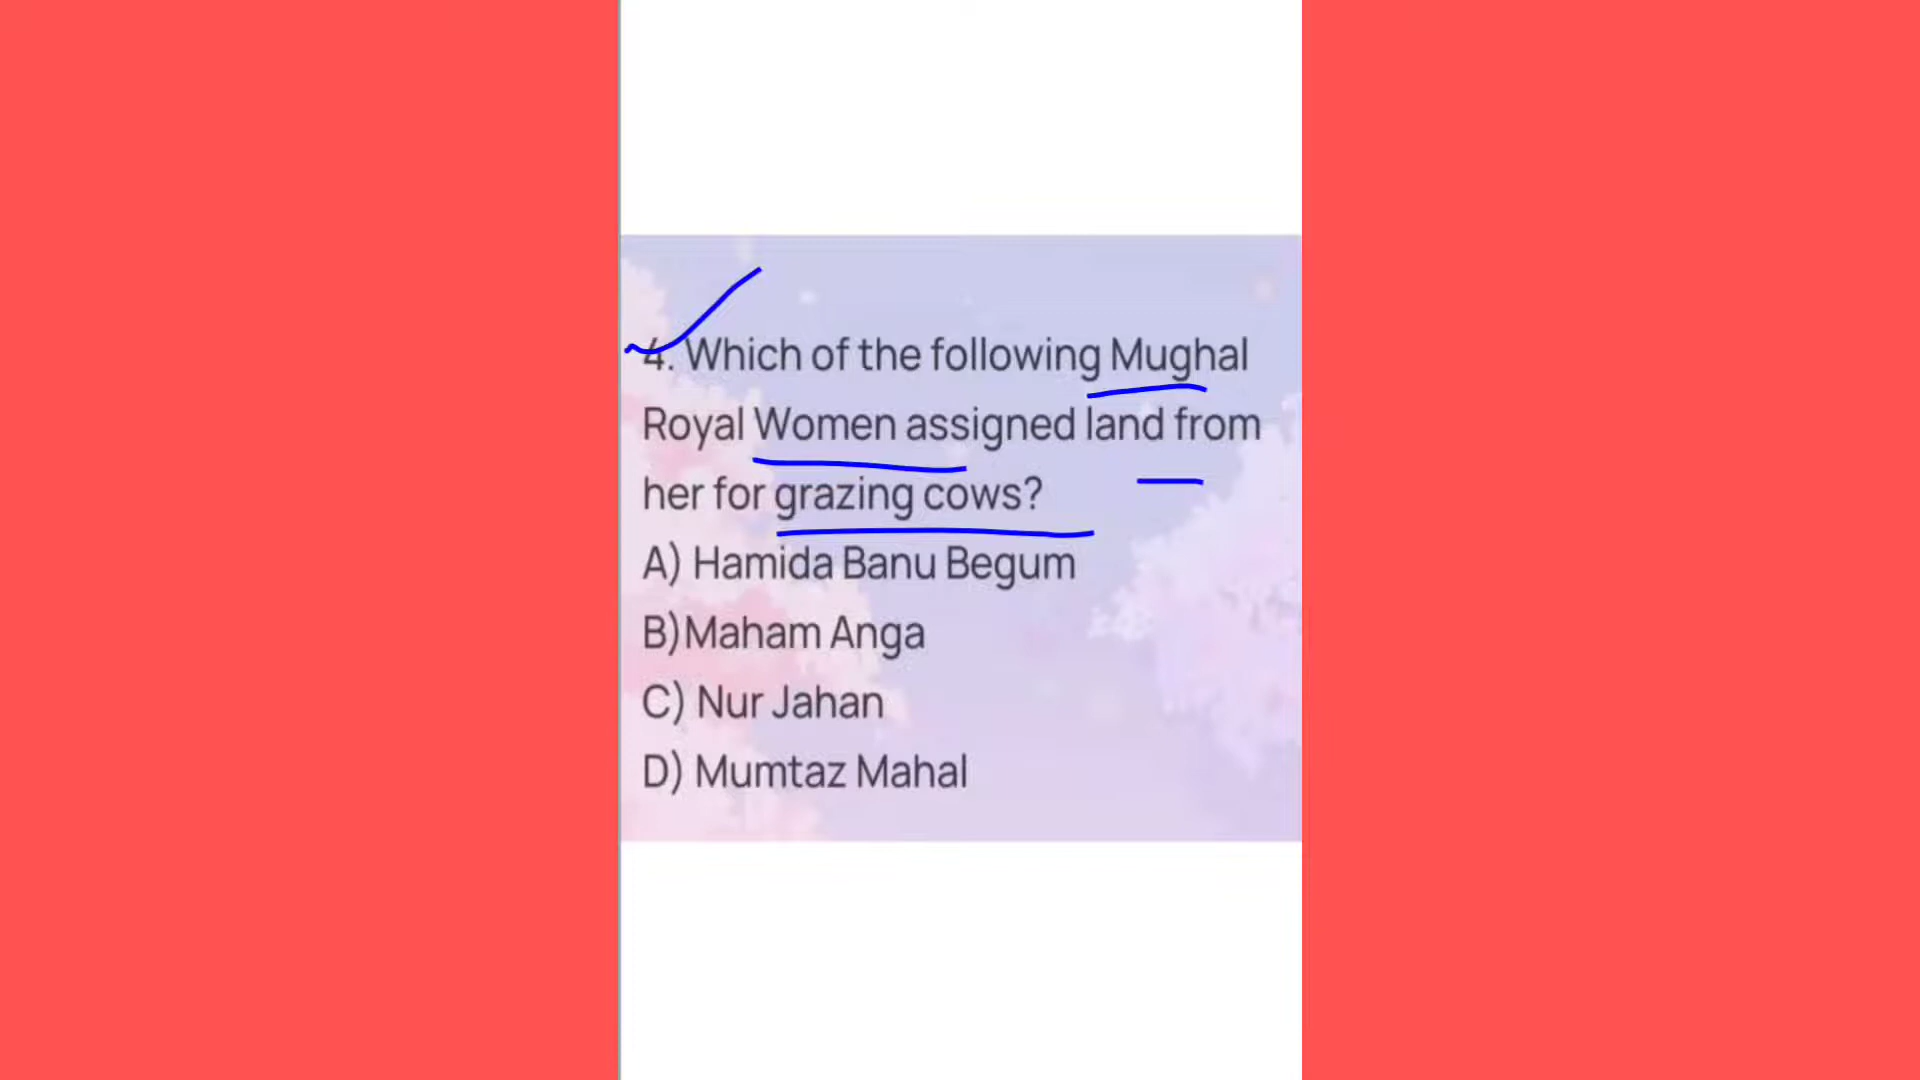 4. Which of the following Mughal
Royal Women assigned land from
her for grazing cows?
A) Hamida Banu Begum
B)Maham Anga
C) Nur Jahan
D) Mumtaz Mahal